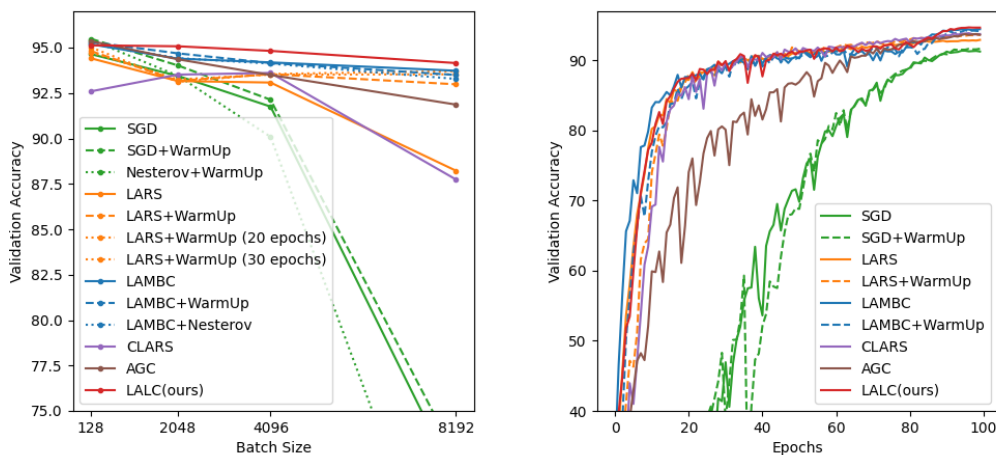 Validation Accuracy
95.0
92.5
90.0
87.5
85.0
82.5
80.0
77.5
75.0
SGD
SGD+WarmUp
Nesterov+WarmUp
LARS
LARS+WarmUp
LARS+WarmUp (20 epochs)
LARS+WarmUp (30 epochs)
LAMBC
LAMBC+WarmUp
LAMBC+Nesterov
CLARS
AGC
LALC(ours)
128 2048 4096 8192
Batch Size
Validation Accuracy
90
80
70
60
50
40
SGD
SGD+WarmUp
LARS
LARS+WarmUp
LAMBC
LAMBC+WarmUp
CLARS
AGC
LALC(ours)
0 20 40 60 80 100
Epochs